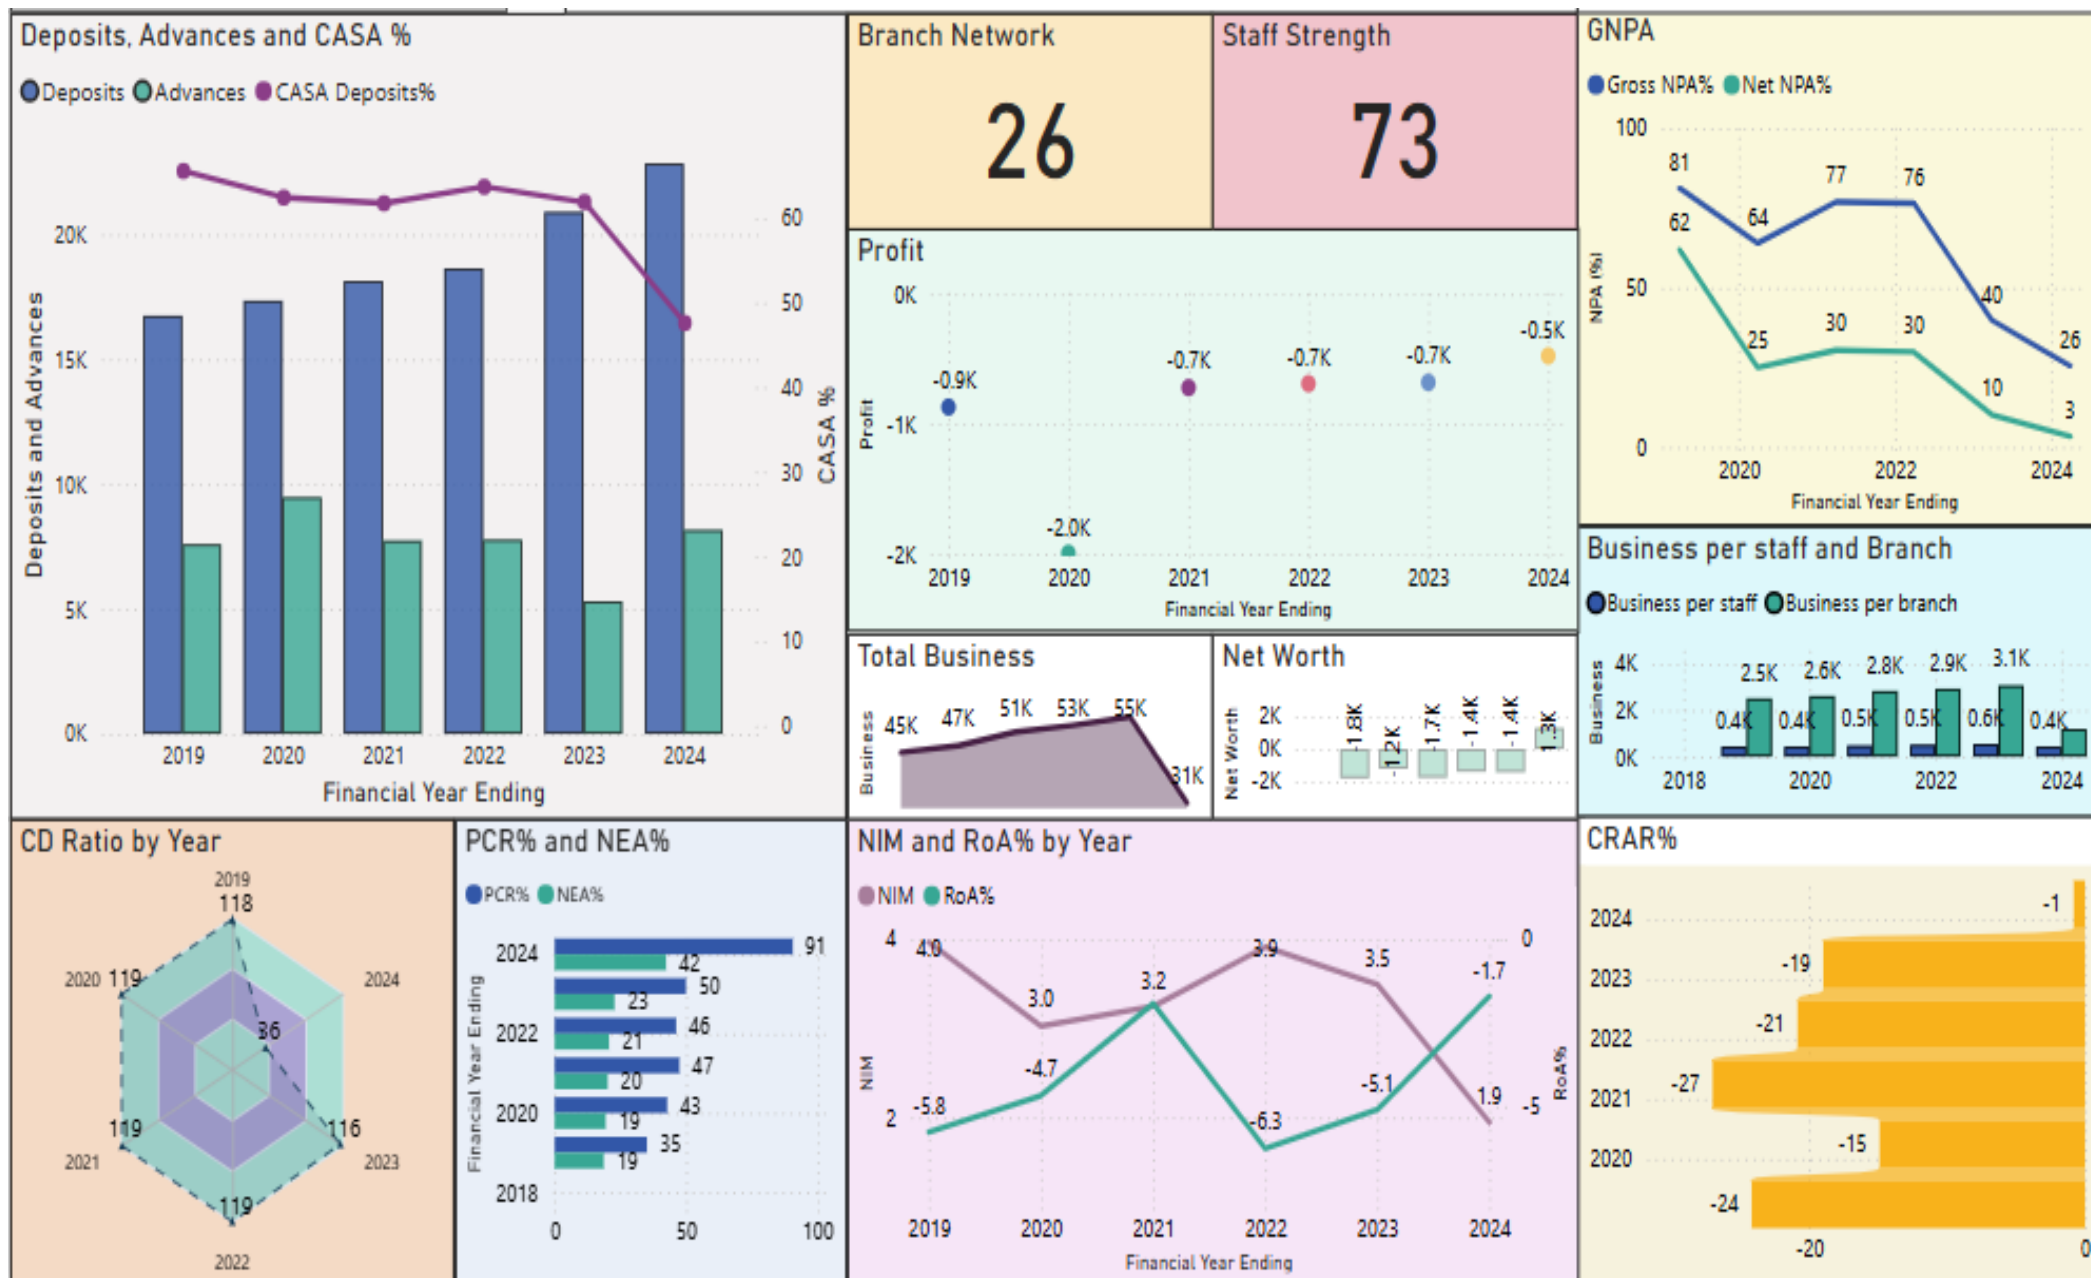 Deposits, Advances and CASA %
Deposits Advances CASA Deposits%
Deposits and Advances
20K
15K
10K
5K
0K
60
50
40
30
20
10
0
CASA %
2019 2020 2021 2022 2023 2024
Financial Year Ending
Branch Network
26
Staff Strength
73
GNPA
Gross NPA% Net NPA%
NPA (%)
100
50
0
81 64 77 76 40 26
62 25 30 30 10 3
2020 2022 2024
Financial Year Ending
Profit
Profit
0K
-1K
-2K
-0.9K -2.0K -0.7K -0.7K -0.7K -0.5K
2019 2020 2021 2022 2023 2024
Financial Year Ending
Total Business
Business
45K 47K 51K 53K 55K 31K
Net Worth
Net Worth
2K
0K
-2K
-1.8K -1.2K -1.7K -1.4K -1.4K 1.3K
Business per staff and Branch
Business per staff Business per branch
Business
4K
2K
0K
2.5K 2.6K 2.8K 2.9K 3.1K
0.4K 0.4K 0.5K 0.5K 0.6K 0.4K
2018 2020 2022 2024
CD Ratio by Year
2019
118
2020 119
2024
36
119
2021
116
2023
119
2022
PCR% and NEA%
PCR% NEA%
Financial Year Ending
2024
2022
2020
2018
91
42
50
23
46
21
47
20
43
19
35
19
0 50 100
NIM and RoA% by Year
NIM RoA%
NIM
4
2
4.0 3.0 3.2 3.9 3.5 1.9
-5.8 -4.7 -6.3 -5.1 -1.7
0
-5
RoA%
2019 2020 2021 2022 2023 2024
Financial Year Ending
CRAR%
2024
2023
2022
2021
2020
-1
-19
-21
-27
-15
-24
-20 0